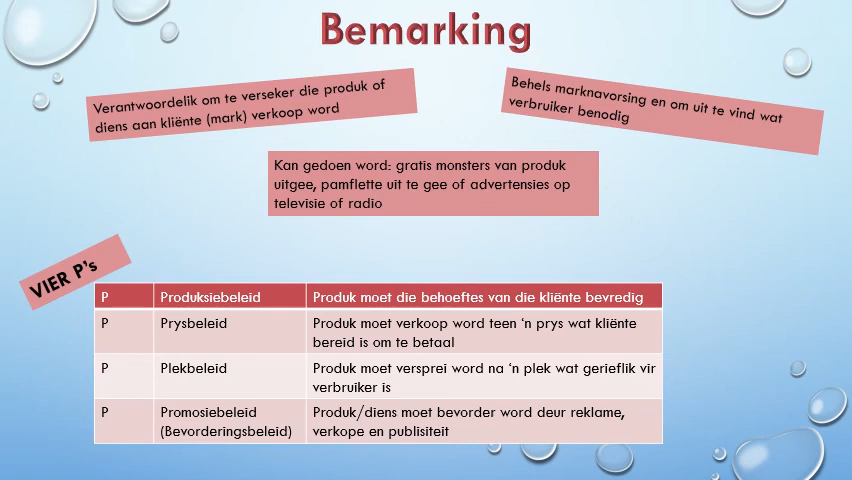 Bemarking
Verantwoordelik om te verseker die produk of
diens aan kliënte (mark) verkoop word
Behels marknavorsing en om uit te vind wat
verbruiker benodig
Kan gedoen word: gratis monsters van produk
uitgee, pamflette uit te gee of advertensies op
televisie of radio
VIER P's
P Produksiebeleid Produk moet die behoeftes van die kliënte bevredig
P Prysbeleid Produk moet verkoop word teen ‘n prys wat kliënte
bereid is om te betaal
P Plekbeleid Produk moet versprei word na ‘n plek wat gerieflik vir
verbruiker is
P Promosiebeleid Produk/diens moet bevorder word deur reklame,
(Bevorderingsbeleid) verkope en publisiteit